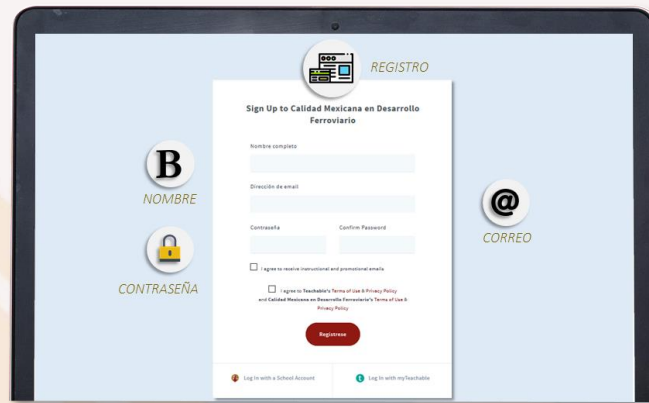 REGISTRO
Sign Up to Calidad Mexicana en Desarrollo
Ferroviario
Nombre completo
B
NOMBRE
Dirección de email
@
CORREO
Contraseña
Confirm Password
CONTRASEÑA
I agree to receive instructional and promotional emails
I agree to Teachable's Terms of Use & Privacy Policy
and Calidad Mexicana en Desarrollo Ferroviario's Terms of Use &
Privacy Policy
Regístrese
Log In with a School Account
t Log In with myTeachable